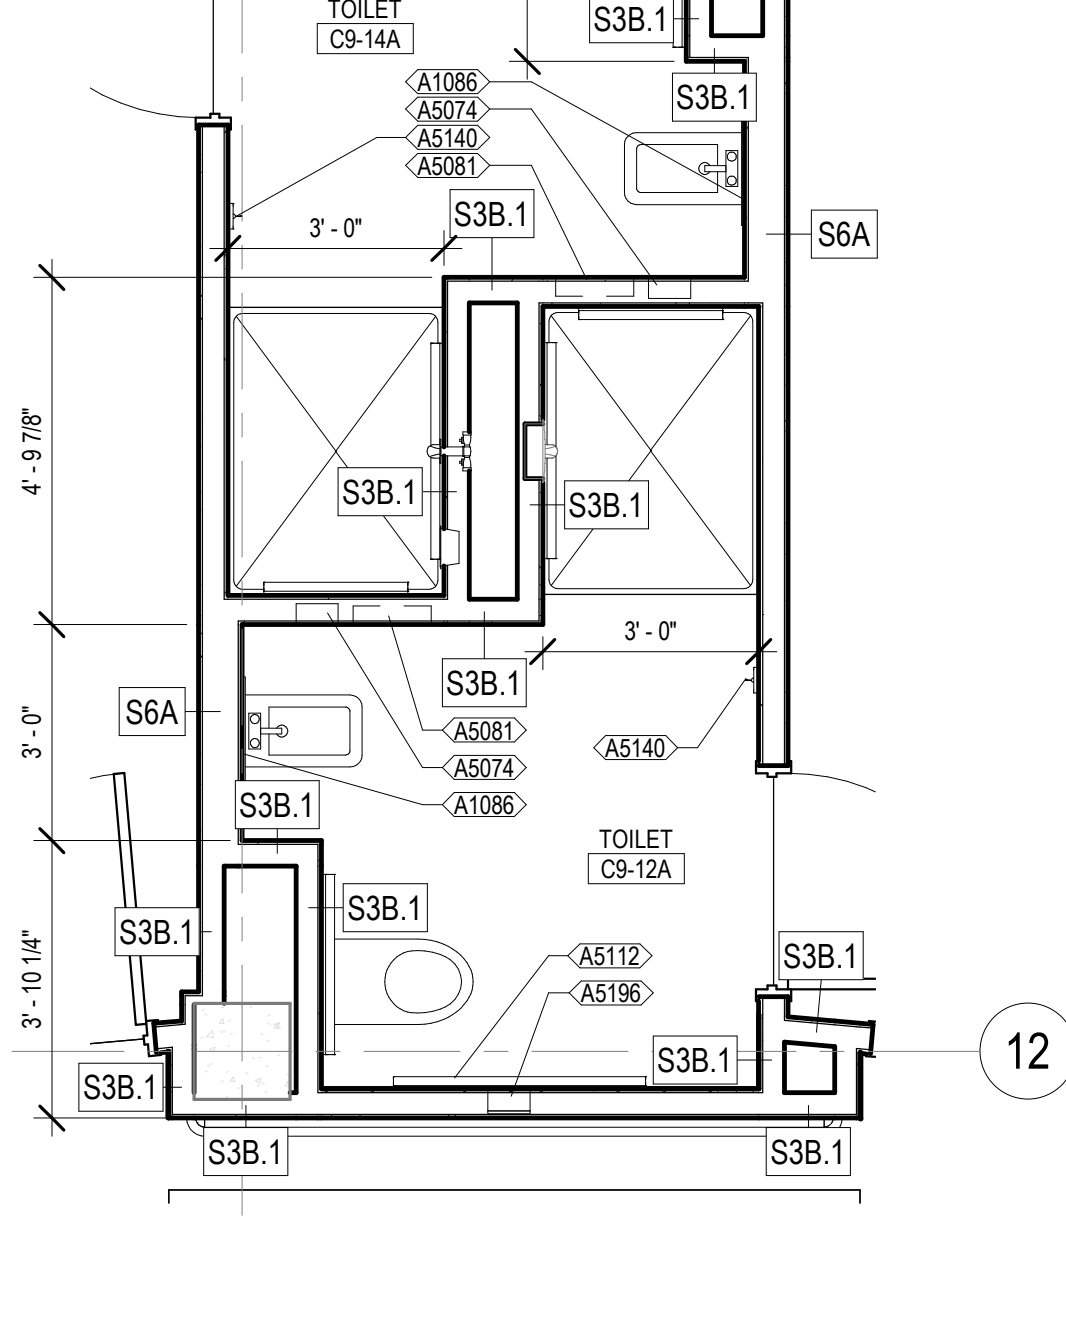 TOILET
C9-14A
S3B.1
S3B.1
A1086
A5074
A5140
A5081
S3B.1
S6A
3' - 0"
4' - 9 7/8"
S3B.1
S3B.1
3' - 0"
S3B.1
S6A
3' - 0"
A5081
A5074
A1086
A5140
S3B.1
TOILET
C9-12A
S3B.1
S3B.1
3' - 10 1/4"
A5112
A5196
S3B.1
S3B.1
12
S3B.1
S3B.1
S3B.1